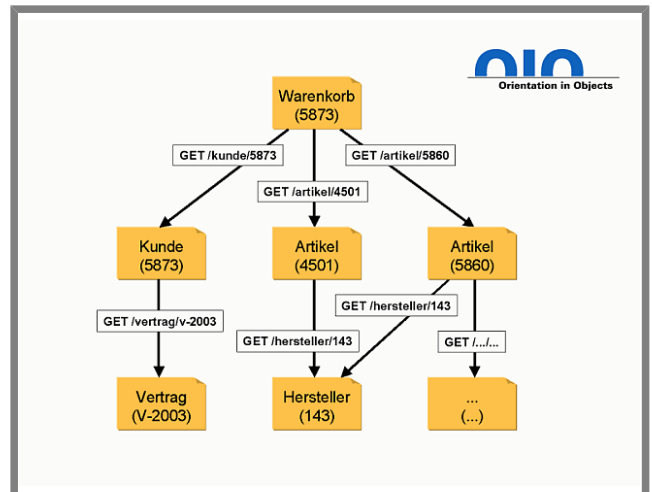 OIO
Orientation in Objects
Warenkorb
(5873)
GET /kunde/5873
GET /artikel/5860
GET /artikel/4501
Kunde
(5873)
Artikel
(4501)
Artikel
(5860)
GET /hersteller/143
GET /vertrag/v-2003
GET /hersteller/143
GET /.../...
Vertrag
(V-2003)
Hersteller
(143)
...
(...)